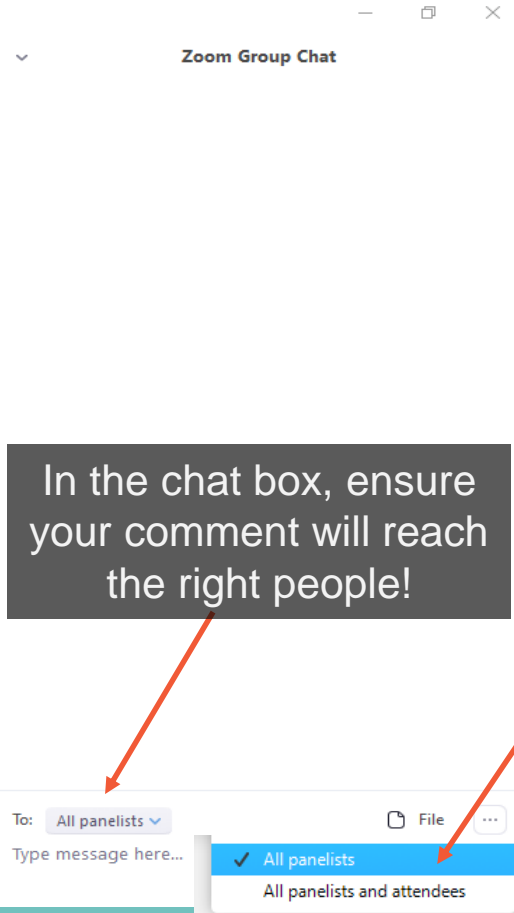 Zoom Group Chat
In the chat box, ensure
your comment will reach
the right people!
To: All panelists File
Type message here...
All panelists
All panelists and attendees